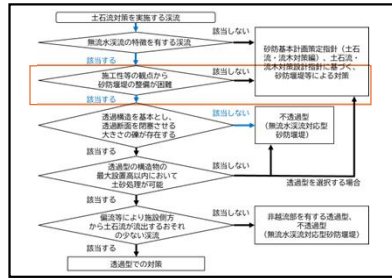 土石流対策を実施する渓流
該当しない
無流水渓流の特徴を有する渓流
該当する
砂防基本計画策定指針（土石
流・流木対策編）、土石流・
流木対策設計指針に基づく、
砂防堰堤等による対策
該当しない
施工性等の観点から
砂防堰堤の整備が困難
該当する
該当しない
透過構造を基本とし、
透過断面を閉塞させる
大きさの礫が存在する
不透過型
（無流水渓流対応型
砂防堰堤）
該当する
該当しない
透過型の構造物の
最大設置高以内において
土砂処理が可能
透過型を選択する場合
該当する
該当しない
偏流等により施設側方
から土石流が流出するおそれ
の少ない渓流
非越流部を有する透過型、
不透過型
（無流水渓流対応型砂防堰堤）
該当する
透過型での対策